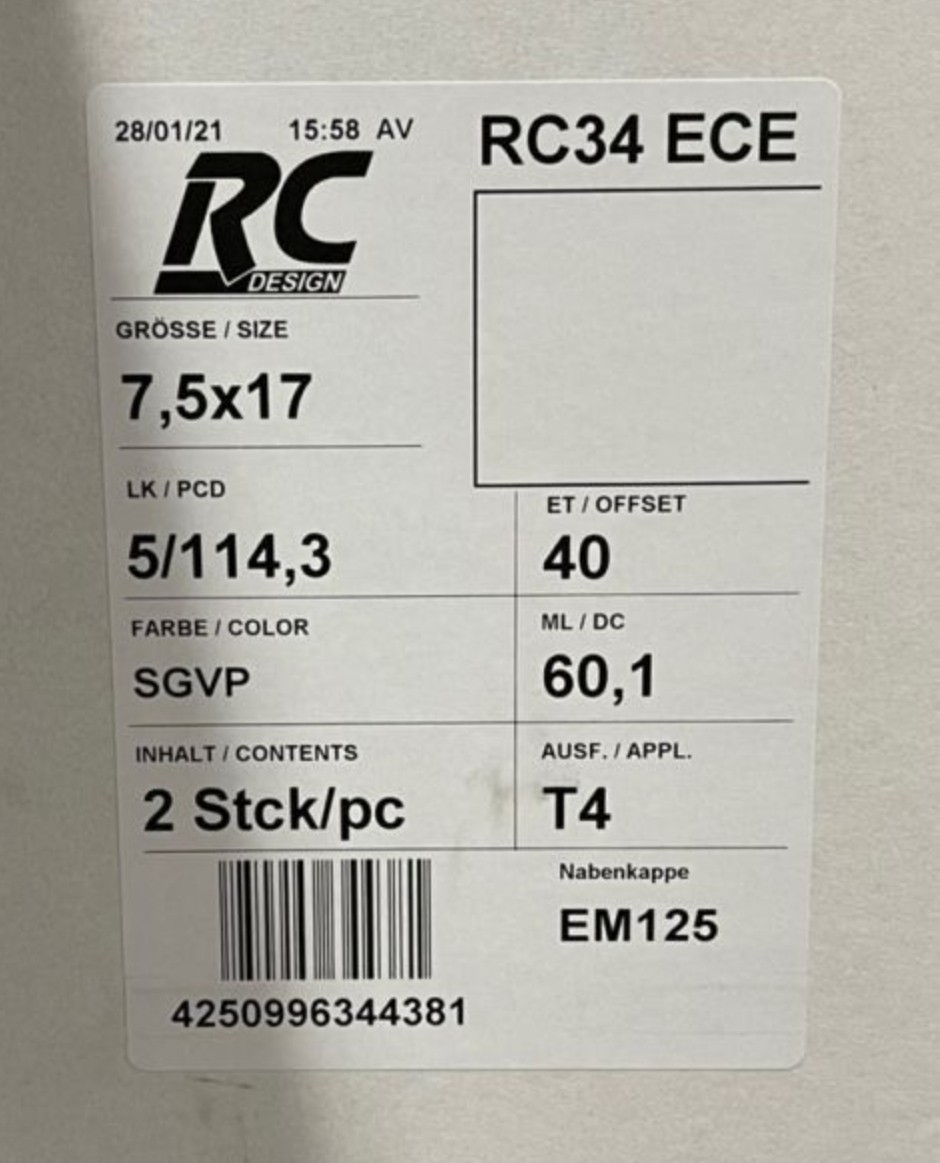 28/01/21 15:58 AV
RC34 ECE
RC
DESIGN
GRÖSSE / SIZE
7,5x17
LK / PCD
5/114,3
ET / OFFSET
40
FARBE / COLOR
SGVP
ML / DC
60,1
INHALT / CONTENTS
2 Stck/pc
AUSF. / APPL.
T4
Nabenkappe
EM125
4250996344381